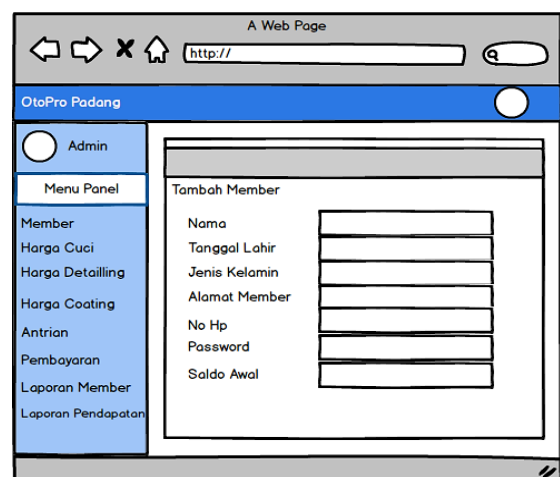 A Web Page
http://
OtoPro Padang
Admin
Menu Panel
Member
Harga Cuci
Harga Detailling
Harga Coating
Antrian
Pembayaran
Laporan Member
Laporan Pendapatan
Tambah Member
Nama
Tanggal Lahir
Jenis Kelamin
Alamat Member
No Hp
Password
Saldo Awal